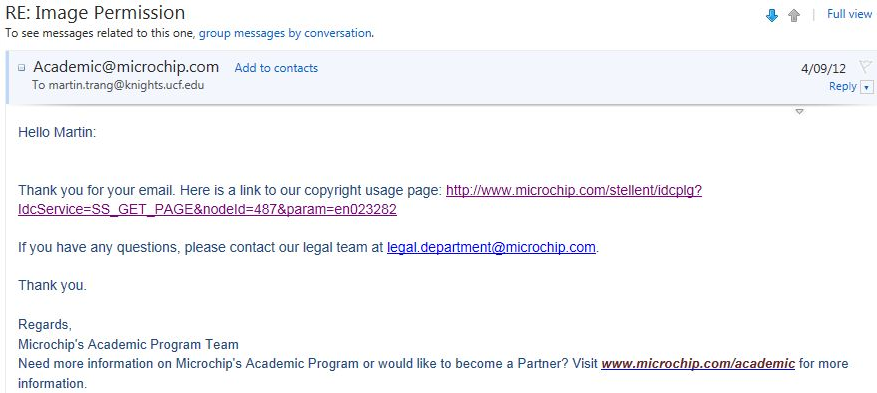 RE: Image Permission
Full view
To see messages related to this one, group messages by conversation.
Academic@microchip.com Add to contacts
4/09/12
To martin.trang@knights.ucf.edu
Reply
Hello Martin:
Thank you for your email. Here is a link to our copyright usage page: http://www.microchip.com/stellent/idcplg?
IdcService=SS_GET_PAGE&nodeId=487&param=en023282
If you have any questions, please contact our legal team at legal.department@microchip.com.
Thank you.
Regards,
Microchip's Academic Program Team
Need more information on Microchip's Academic Program or would like to become a Partner? Visit www.microchip.com/academic for more
information.